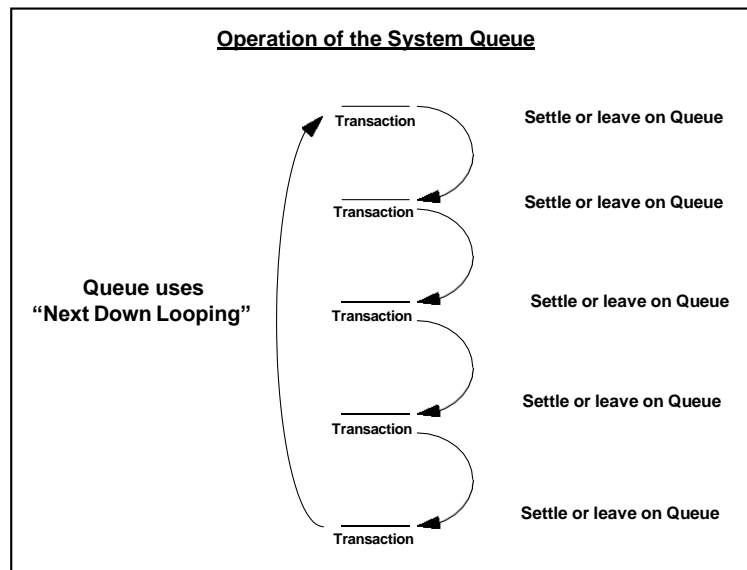 Operation of the System Queue
Transaction
Settle or leave on Queue
Transaction
Settle or leave on Queue
Queue uses
“Next Down Looping”
Transaction
Settle or leave on Queue
Transaction
Settle or leave on Queue
Transaction
Settle or leave on Queue